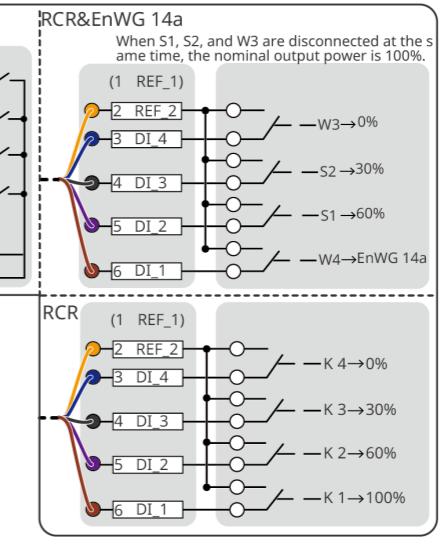 RCR&EnWG 14a
When S1, S2, and W3 are disconnected at the s
ame time, the nominal output power is 100%.
(1 REF_1)
2 REF_2
3 DI_4
W3→0%
4 DI_3
S2→30%
5 DI_2
S1→60%
6 DI_1
W4→EnWG 14a
RCR
(1 REF_1)
2 REF_2
3 DI_4
K 4→0%
4 DI_3
K 3→30%
5 DI_2
K 2→60%
6 DI_1
K 1→100%